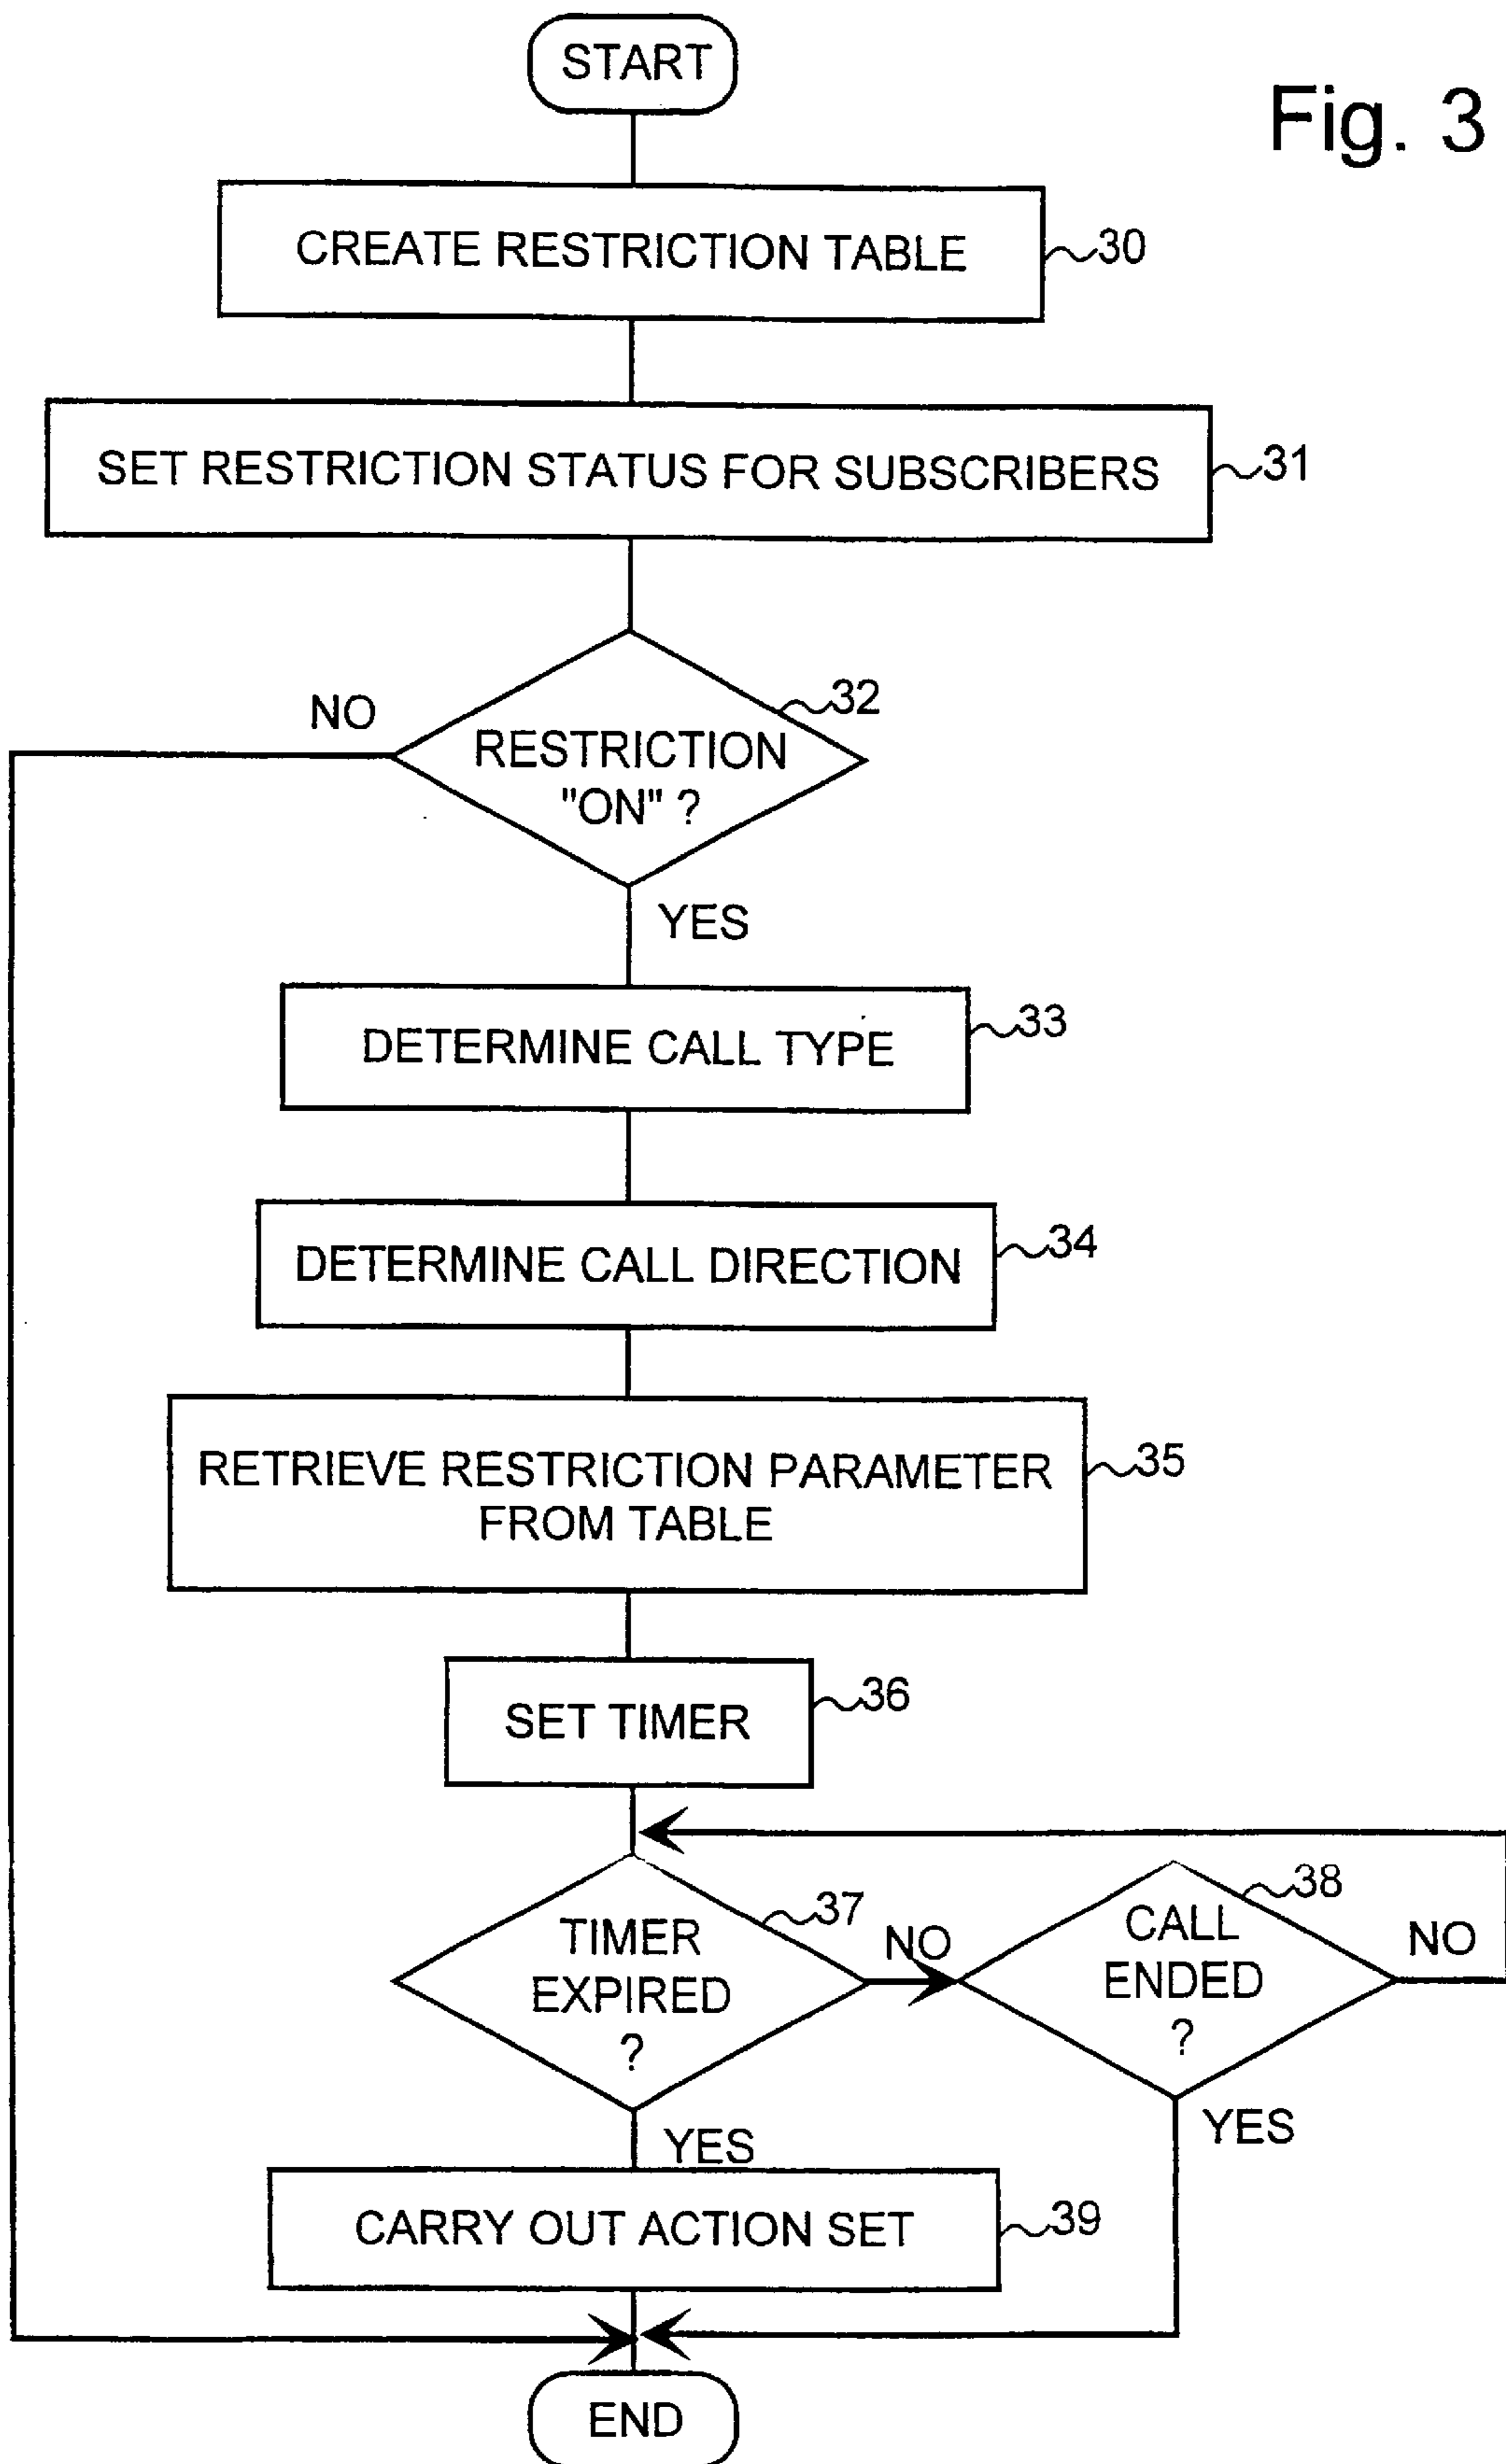 START
Fig. 3
CREATE RESTRICTION TABLE
30
SET RESTRICTION STATUS FOR SUBSCRIBERS
31
32
NO
RESTRICTION
"ON" ?
YES
DETERMINE CALL TYPE
33
DETERMINE CALL DIRECTION
34
RETRIEVE RESTRICTION PARAMETER
FROM TABLE
35
SET TIMER
36
37
TIMER
EXPIRED
?
NO
38
CALL
ENDED
?
NO
YES
YES
CARRY OUT ACTION SET
39
END